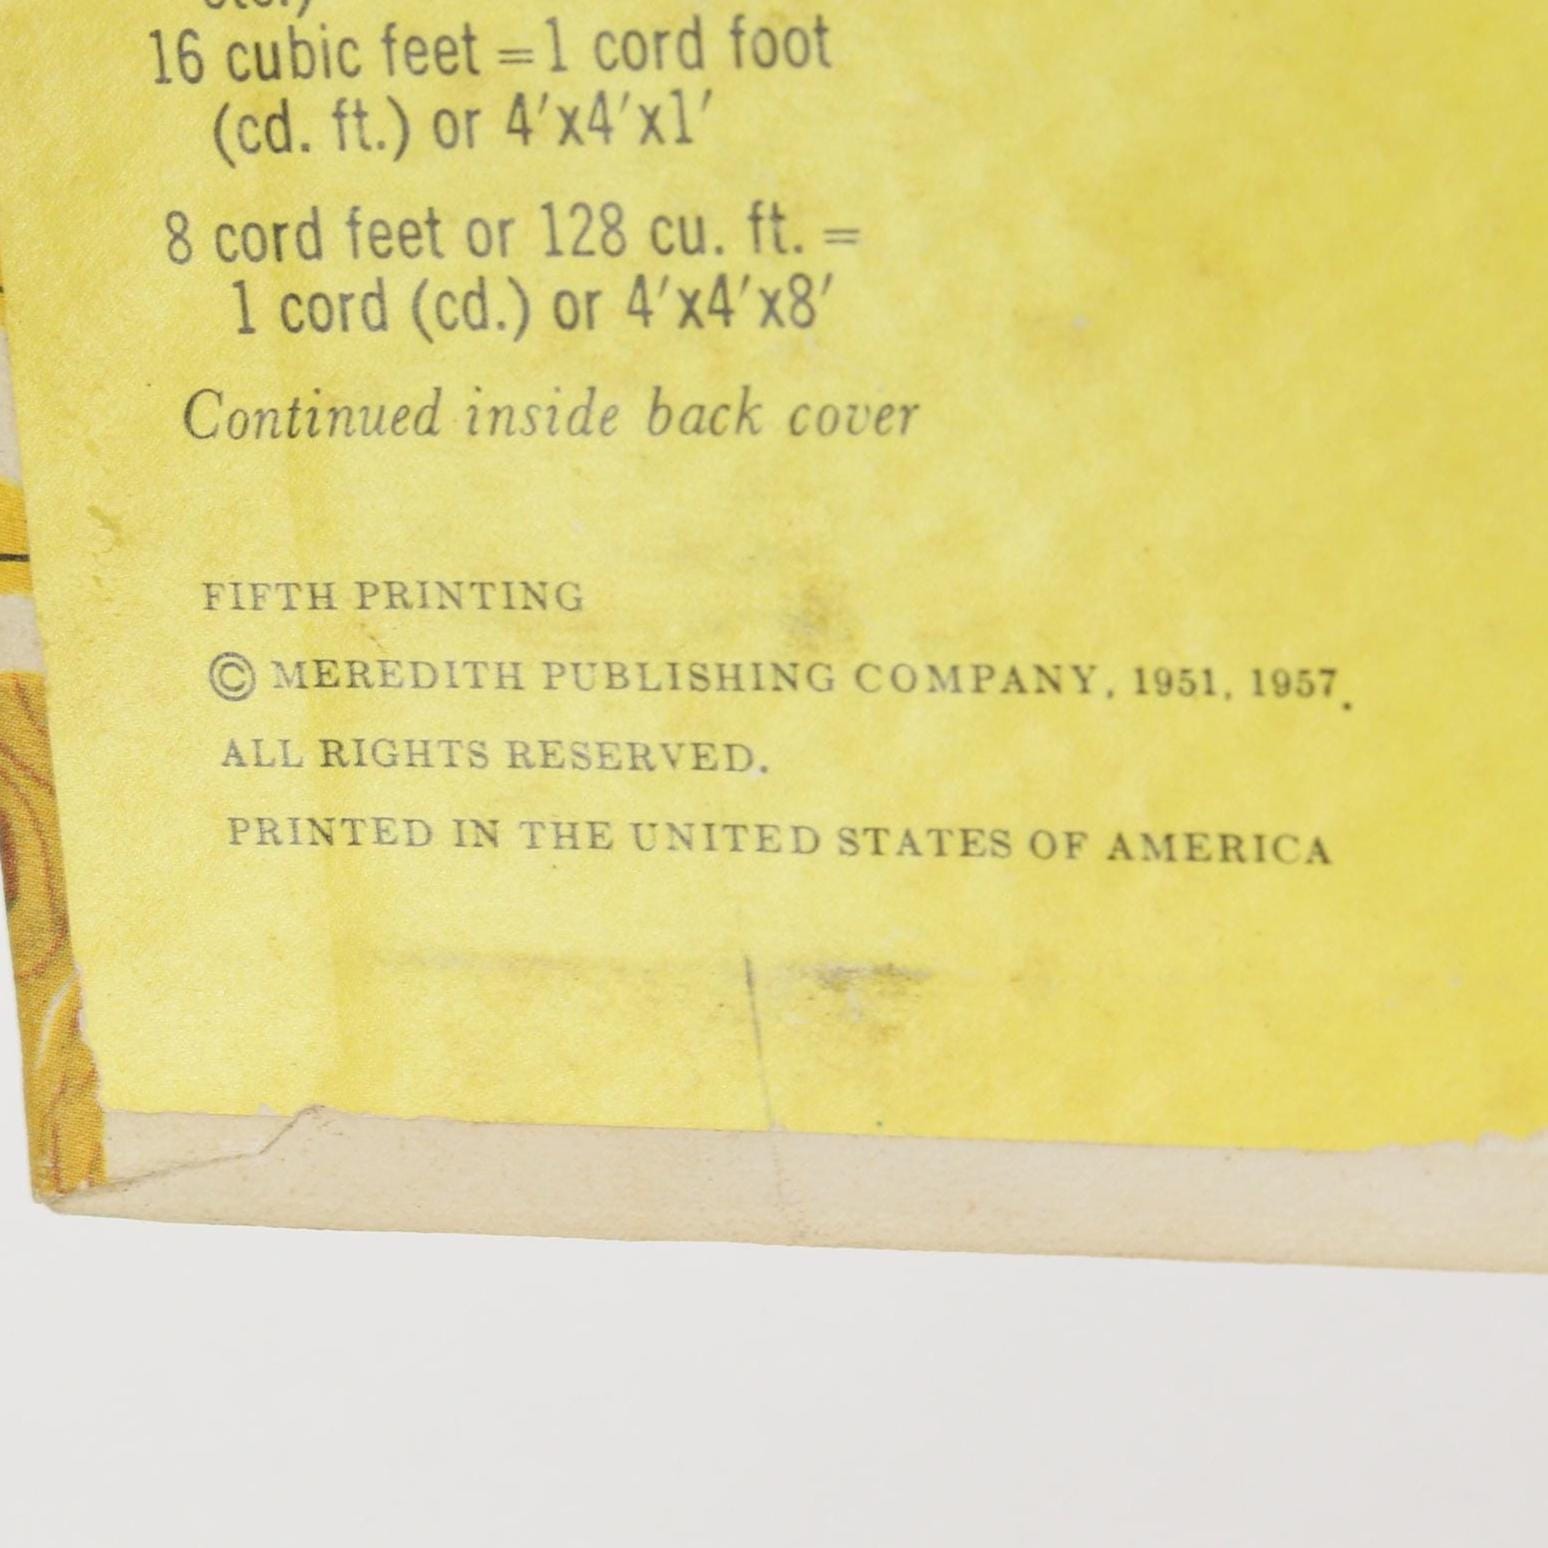 16 cubic feet = 1 cord foot
(cd. ft.) or 4′x4′x1′
8 cord feet or 128 cu. ft. =
1 cord (cd.) or 4′x4′x8′
Continued inside back cover
FIFTH PRINTING
© MEREDITH PUBLISHING COMPANY, 1951, 1957.
ALL RIGHTS RESERVED.
PRINTED IN THE UNITED STATES OF AMERICA